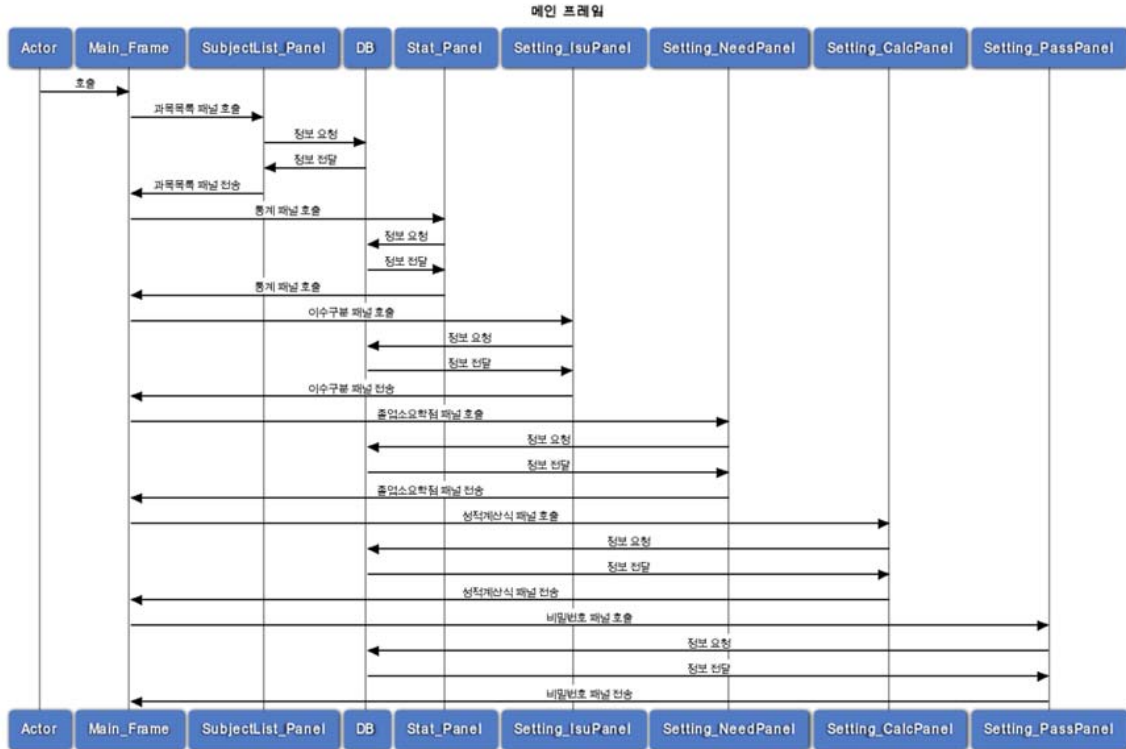 메인 프레임
Actor Main_Frame SubjectList_Panel DB Stat_Panel Setting_IsuPanel Setting_NeedPanel Setting_CalcPanel Setting_PassPanel
호출
과목목록 패널 호출
정보 요청
정보 전달
과목목록 패널 전송
통계 패널 호출
정보 요청
정보 전달
통계 패널 호출
이수구분 패널 호출
정보 요청
정보 전달
이수구분 패널 전송
졸업소요학점 패널 호출
정보 요청
정보 전달
졸업소요학점 패널 전송
성적계산식 패널 호출
정보 요청
정보 전달
성적계산식 패널 전송
비밀번호 패널 호출
정보 요청
정보 전달
비밀번호 패널 전송
Actor Main_Frame SubjectList_Panel DB Stat_Panel Setting_IsuPanel Setting_NeedPanel Setting_CalcPanel Setting_PassPanel